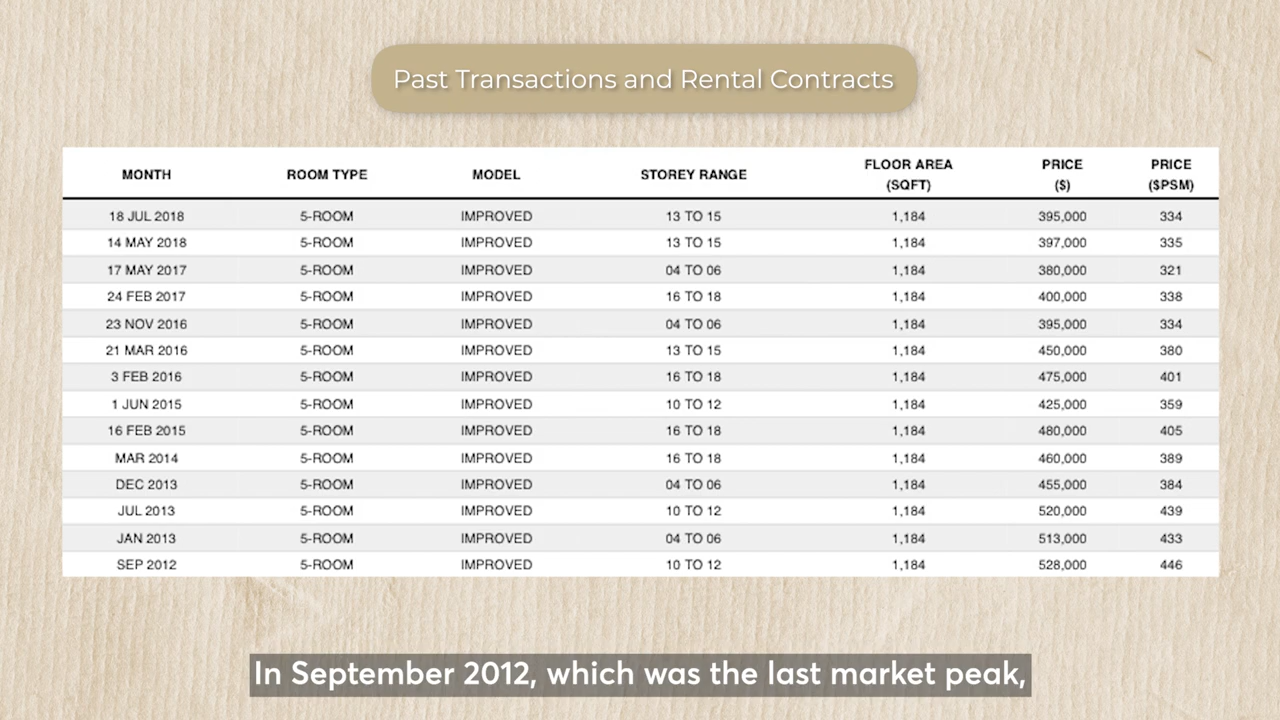 Past Transactions and Rental Contracts
MONTH ROOM TYPE MODEL STOREY RANGE FLOOR AREA (SQFT) PRICE ($) PRICE ($PSM)
18 JUL 2018 5-ROOM IMPROVED 13 TO 15 1,184 395,000 334
14 MAY 2018 5-ROOM IMPROVED 13 TO 15 1,184 397,000 335
17 MAY 2017 5-ROOM IMPROVED 04 TO 06 1,184 380,000 321
24 FEB 2017 5-ROOM IMPROVED 16 TO 18 1,184 400,000 338
23 NOV 2016 5-ROOM IMPROVED 04 TO 06 1,184 395,000 334
21 MAR 2016 5-ROOM IMPROVED 13 TO 15 1,184 450,000 380
3 FEB 2016 5-ROOM IMPROVED 16 TO 18 1,184 475,000 401
1 JUN 2015 5-ROOM IMPROVED 10 TO 12 1,184 425,000 359
16 FEB 2015 5-ROOM IMPROVED 16 TO 18 1,184 480,000 405
MAR 2014 5-ROOM IMPROVED 16 TO 18 1,184 460,000 389
DEC 2013 5-ROOM IMPROVED 04 TO 06 1,184 455,000 384
JUL 2013 5-ROOM IMPROVED 10 TO 12 1,184 520,000 439
JAN 2013 5-ROOM IMPROVED 04 TO 06 1,184 513,000 433
SEP 2012 5-ROOM IMPROVED 10 TO 12 1,184 528,000 446
In September 2012, which was the last market peak,